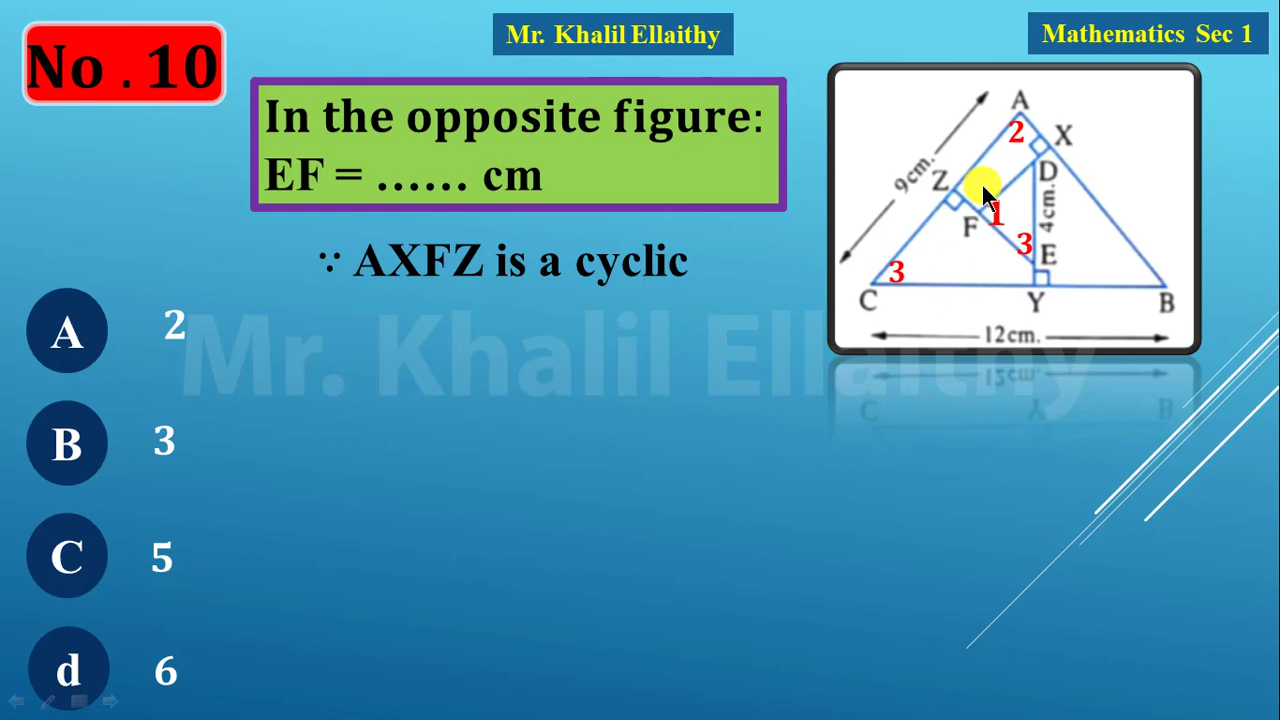 No . 10
Mr. Khalil Ellaithy
Mathematics Sec 1
In the opposite figure:
EF = …… cm
∵ AXFZ is a cyclic
A 2
B 3
C 5
d 6
A
2
X
9cm.
Z
D
4cm.
1
F
3
E
3
C
Y
B
12cm.
Mr. Khalil Ellaithy